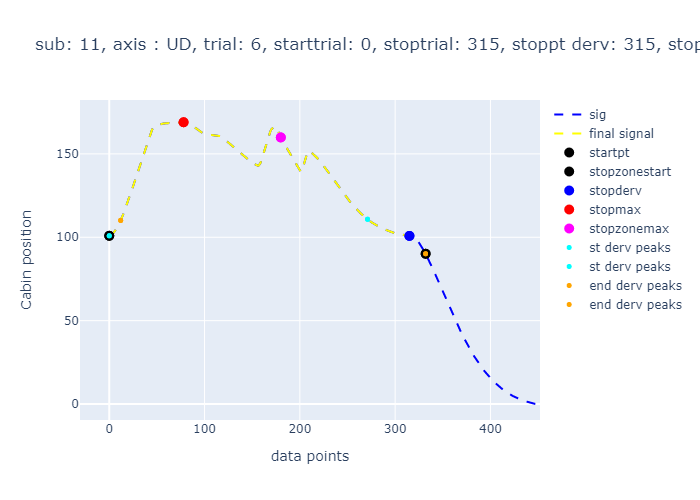 sub: 11, axis : UD, trial: 6, starttrial: 0, stoptrial: 315, stoppt derv: 315, stop
sig
final signal
startpt
stopzonestart
stopderv
stopmax
stopzonemax
st derv peaks
st derv peaks
end derv peaks
end derv peaks
150
100
50
0
Cabin position
0 100 200 300 400
data points